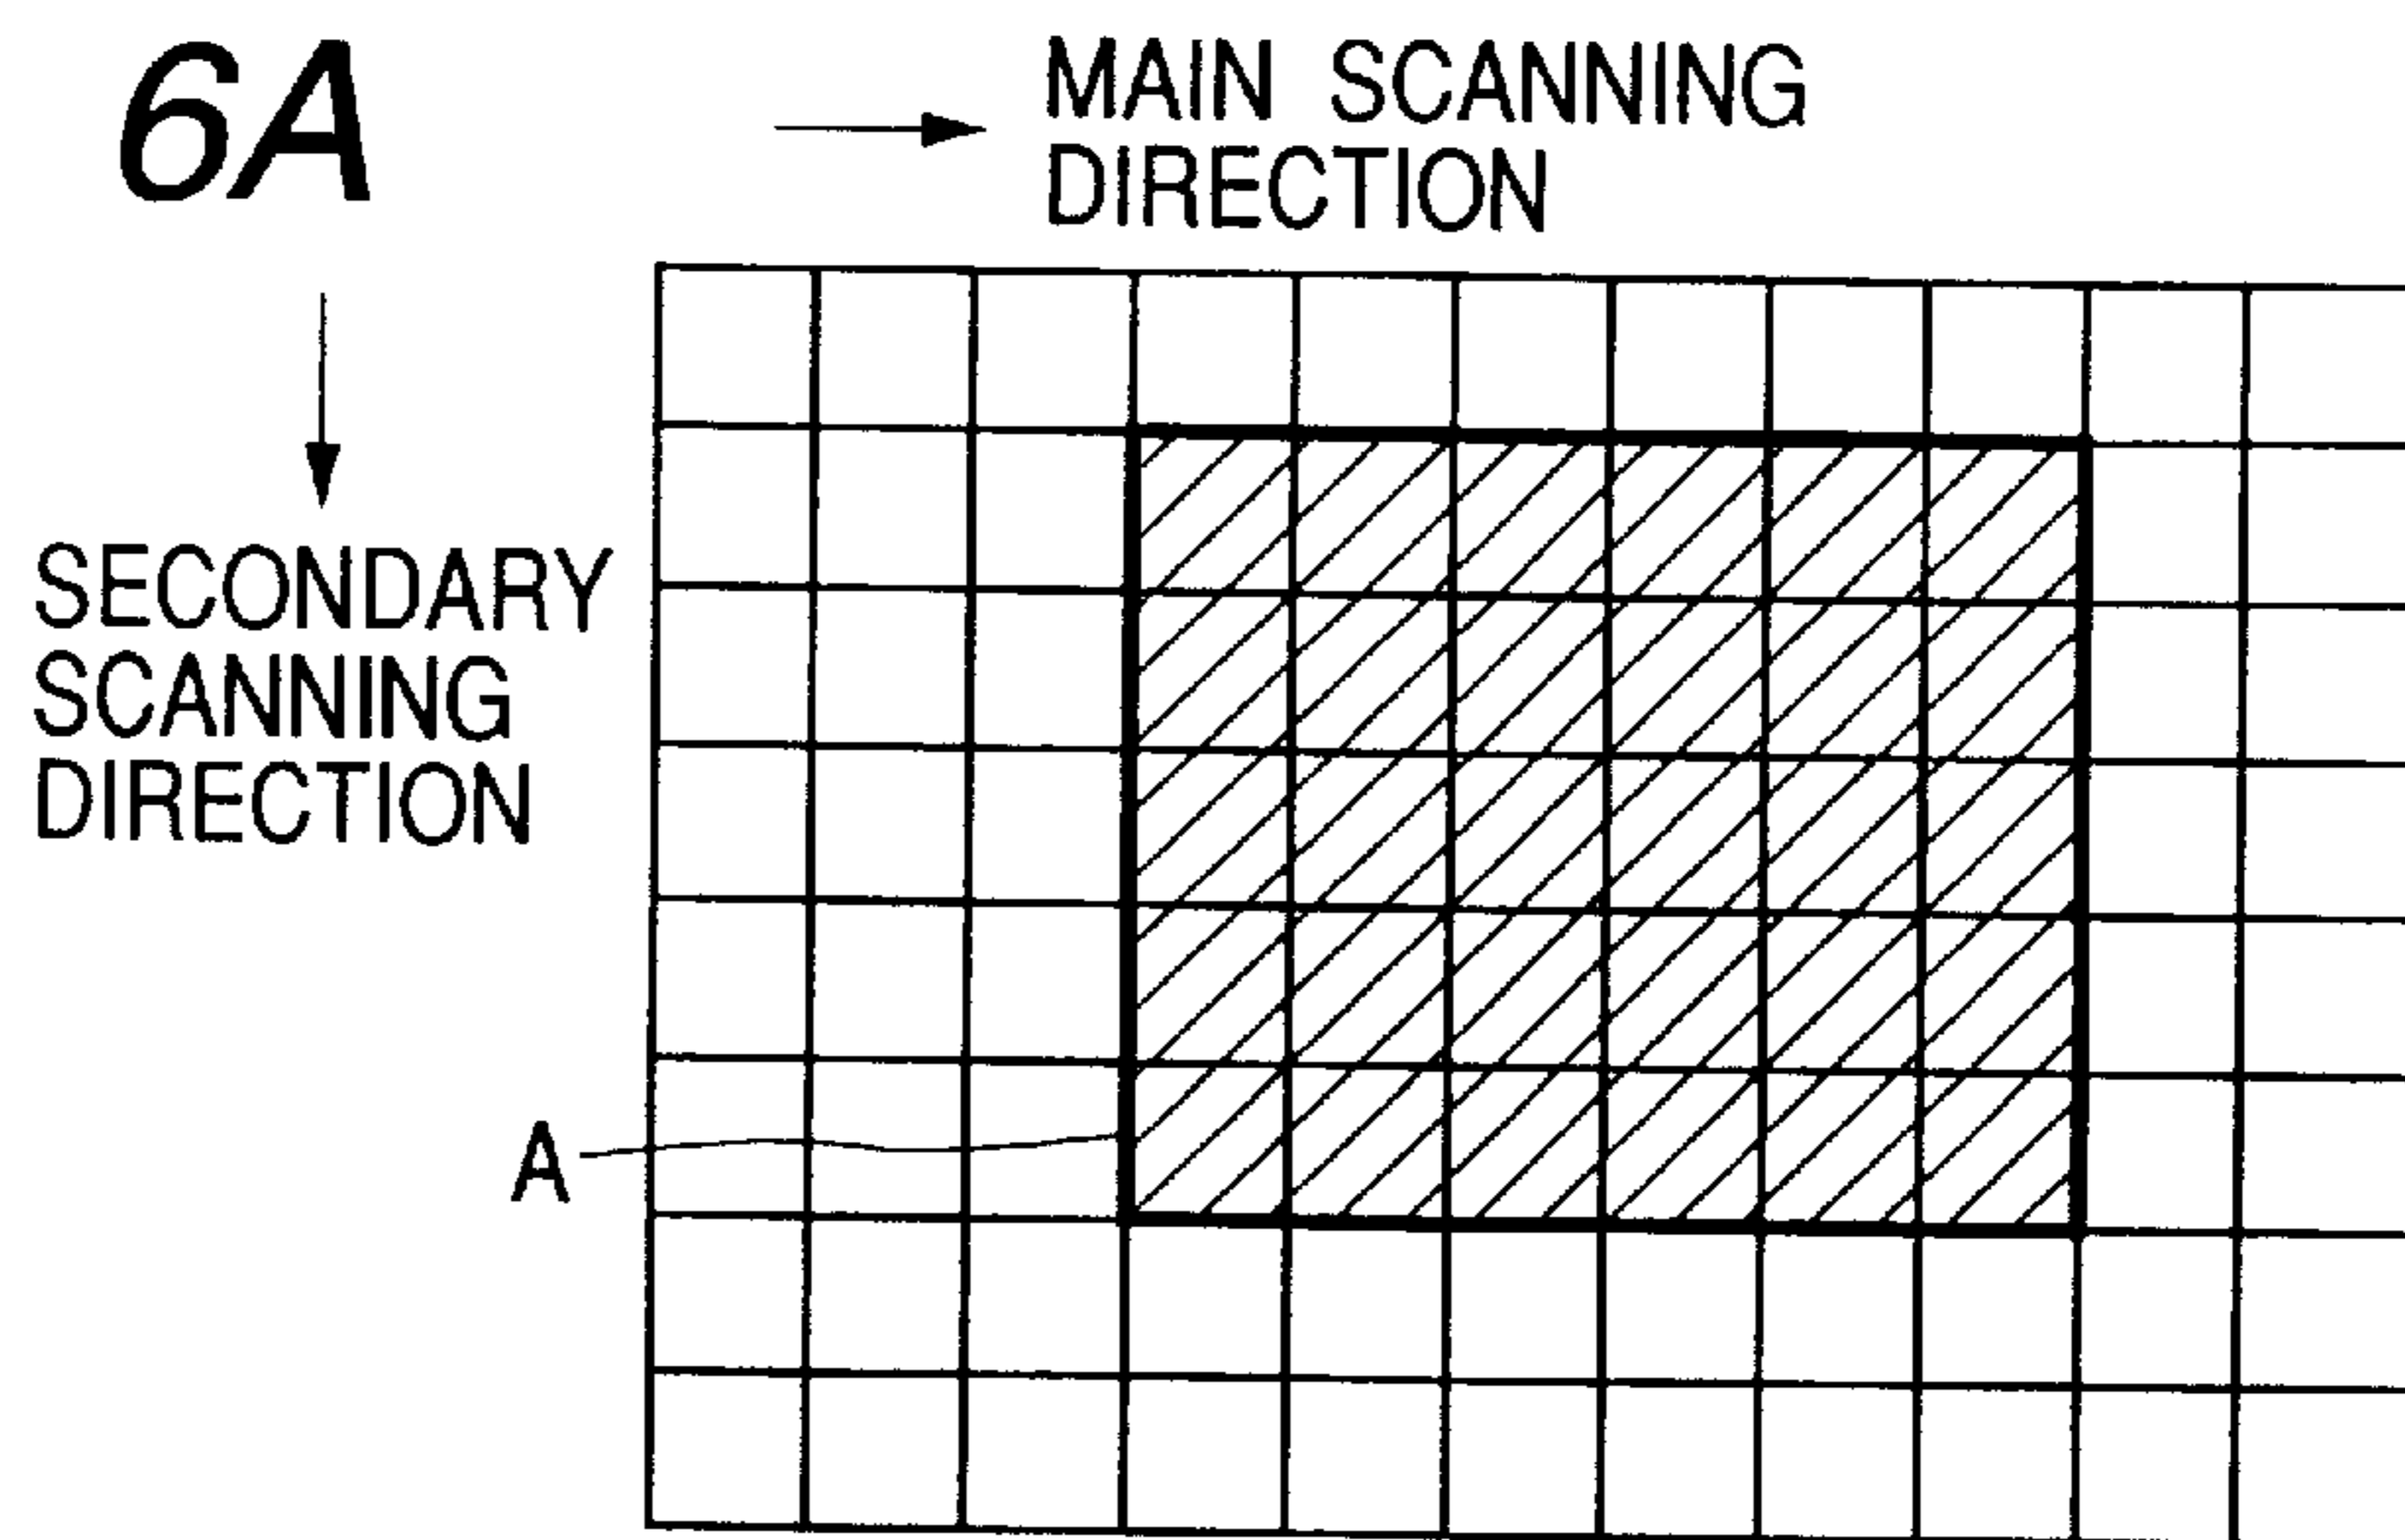 6A
MAIN SCANNING
DIRECTION
SECONDARY
SCANNING
DIRECTION
A